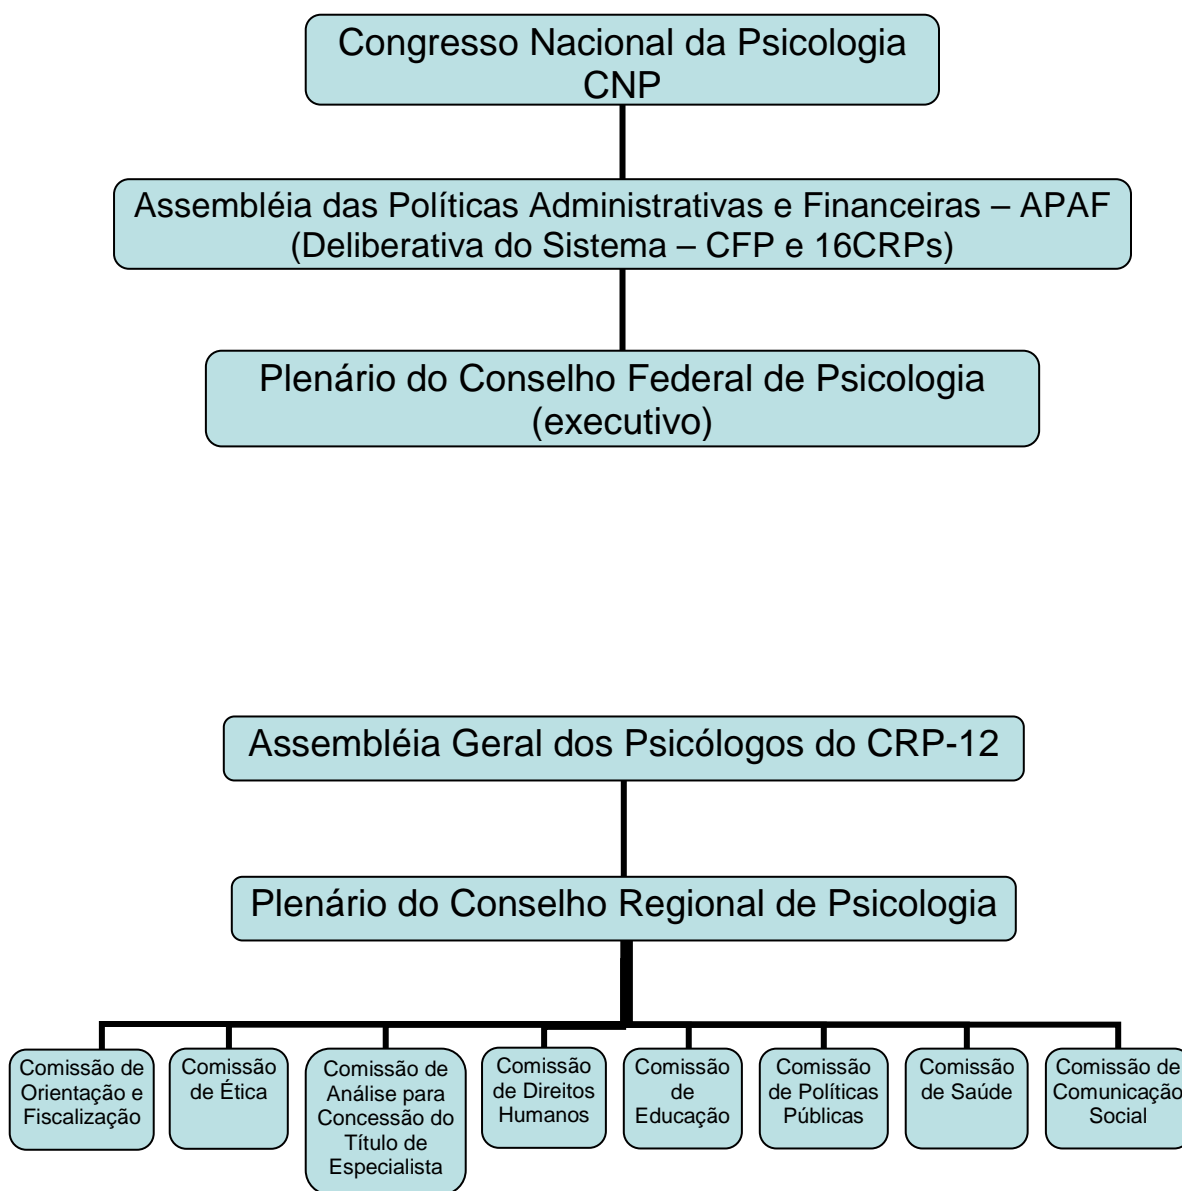 Congresso Nacional da Psicologia
CNP
Assembléia das Políticas Administrativas e Financeiras – APAF
(Deliberativa do Sistema – CFP e 16CRPs)
Plenário do Conselho Federal de Psicologia
(executivo)
Assembléia Geral dos Psicólogos do CRP-12
Plenário do Conselho Regional de Psicologia
Comissão de
Orientação e
Fiscalização
Comissão
de Ética
Comissão de
Análise para
Concessão do
Título de
Especialista
Comissão
de Direitos
Humanos
Comissão
de
Educação
Comissão
de Políticas
Públicas
Comissão
de Saúde
Comissão de
Comunicação
Social